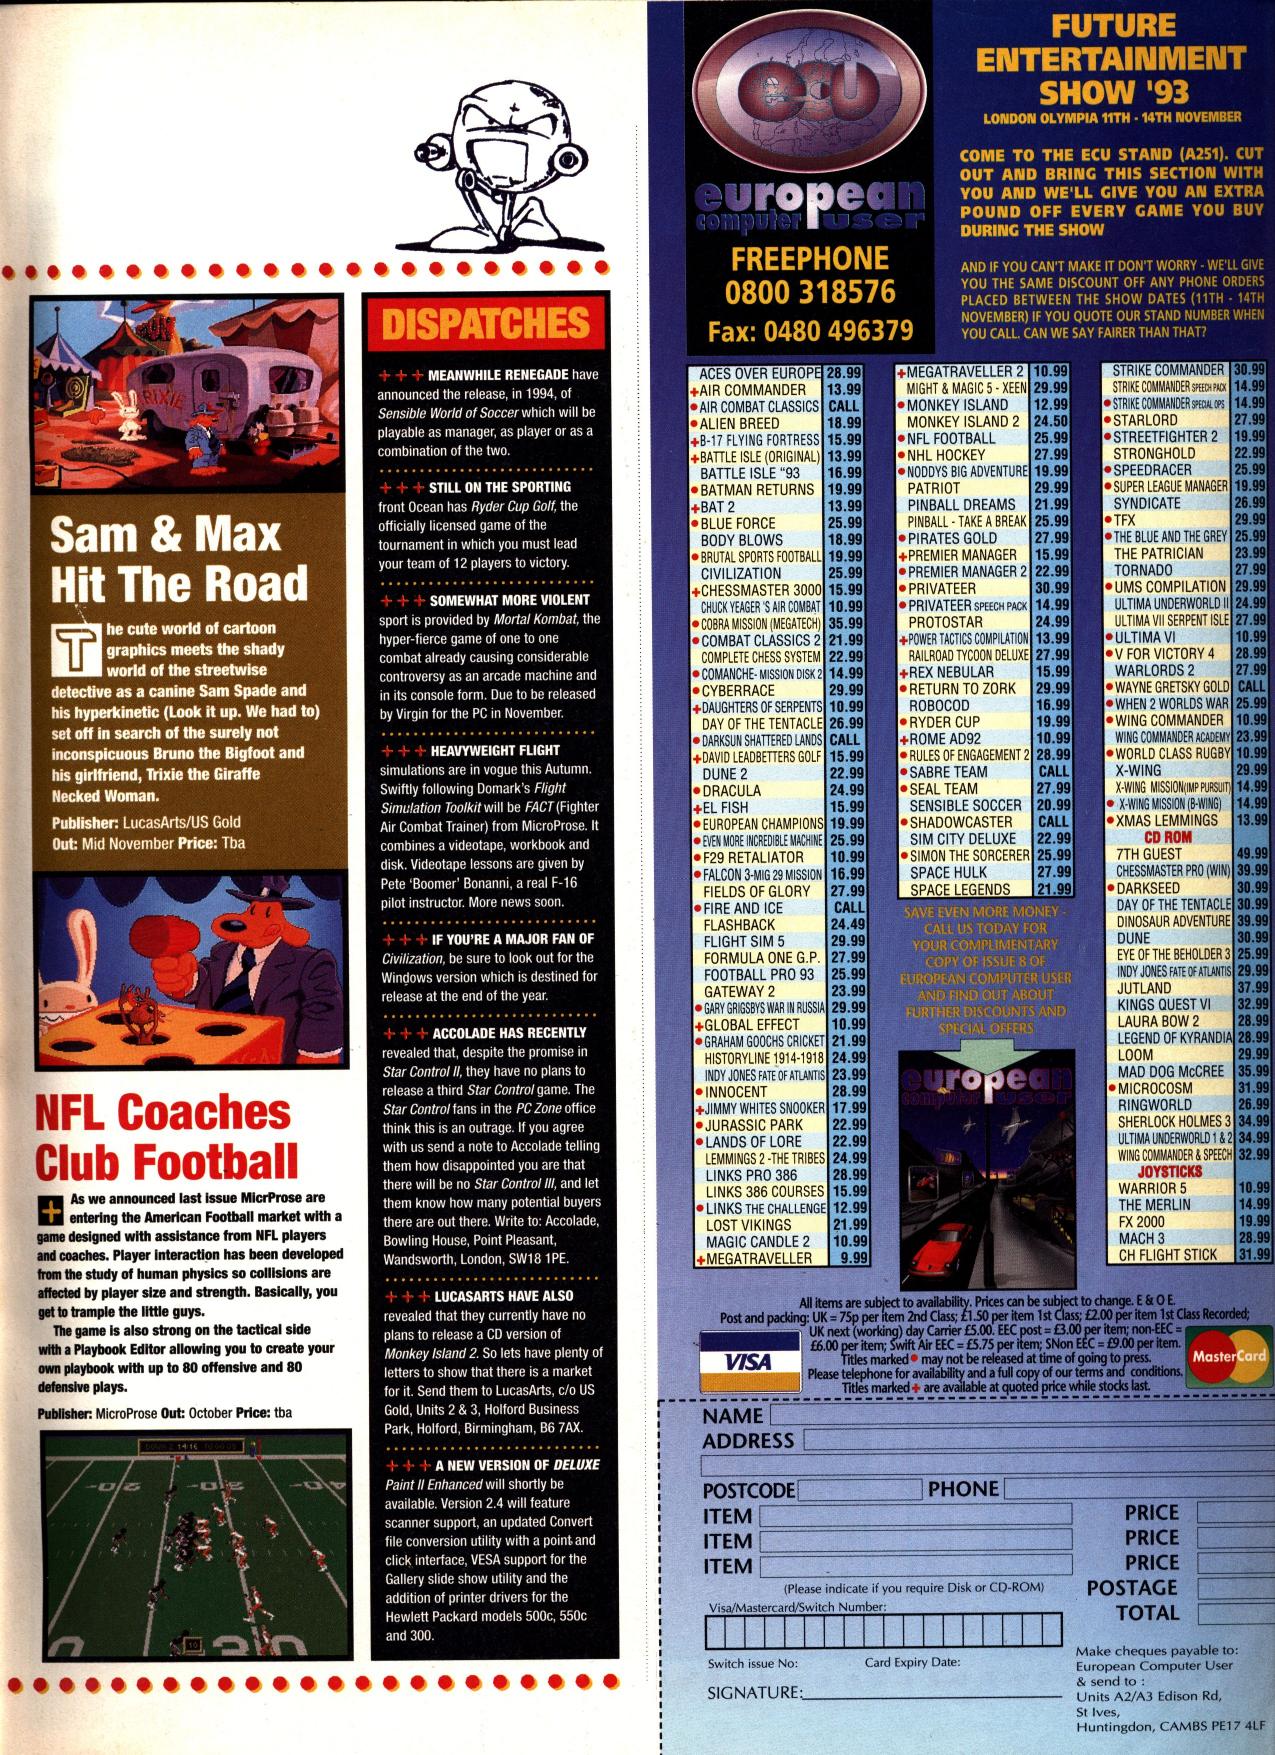 Sam & Max
Hit The Road
The cute world of cartoon
graphics meets the shady
world of the streetwise
detective as a canine Sam Spade and
his hyperkinetic (Look it up. We had to)
set off in search of the surely not
inconspicuous Bruno the Bigfoot and
his girlfriend, Trixie the Giraffe
Necked Woman.
Publisher: LucasArts/US Gold
Out: Mid November Price: Tba
NFL Coaches
Club Football
As we announced last issue MicrProse are
entering the American Football market with a
game designed with assistance from NFL players
and coaches. Player interaction has been developed
from the study of human physics so collisions are
affected by player size and strength. Basically, you
get to trample the little guys.
The game is also strong on the tactical side
with a Playbook Editor allowing you to create your
own playbook with up to 80 offensive and 80
defensive plays.
Publisher: MicroProse Out: October Price: tba
DISPATCHES
+++ MEANWHILE RENEGADE have
announced the release, in 1994, of
Sensible World of Soccer which will be
playable as manager, as player or as a
combination of the two.
+++ STILL ON THE SPORTING
front Ocean has Ryder Cup Golf, the
officially licensed game of the
tournament in which you must lead
your team of 12 players to victory.
+++ SOMEWHAT MORE VIOLENT
sport is provided by Mortal Kombat, the
hyper-fierce game of one to one
combat already causing considerable
controversy as an arcade machine and
in its console form. Due to be released
by Virgin for the PC in November.
+++ HEAVYWEIGHT FLIGHT
simulations are in vogue this Autumn.
Swiftly following Domark's Flight
Simulation Toolkit will be FACT (Fighter
Air Combat Trainer) from MicroProse. It
combines a videotape, workbook and
disk. Videotape lessons are given by
Pete 'Boomer' Bonanni, a real F-16
pilot instructor. More news soon.
+++ IF YOU'RE A MAJOR FAN OF
Civilization, be sure to look out for the
Windows version which is destined for
release at the end of the year.
+++ ACCOLADE HAS RECENTLY
revealed that, despite the promise in
Star Control II, they have no plans to
release a third Star Control game. The
Star Control fans in the PC Zone office
think this is an outrage. If you agree
with us send a note to Accolade telling
them how disappointed you are that
there will be no Star Control III, and let
them know how many potential buyers
there are out there. Write to: Accolade,
Bowling House, Point Pleasant,
Wandsworth, London, SW18 1PE.
+++ LUCASARTS HAVE ALSO
revealed that they currently have no
plans to release a CD version of
Monkey Island 2. So lets have plenty of
letters to show that there is a market
for it. Send them to LucasArts, c/o US
Gold, Units 2 & 3, Holford Business
Park, Holford, Birmingham, B6 7AX.
+++ A NEW VERSION OF DELUXE
Paint II Enhanced will shortly be
available. Version 2.4 will feature
scanner support, an updated Convert
file conversion utility with a point and
click interface, VESA support for the
Gallery slide show utility and the
addition of printer drivers for the
Hewlett Packard models 500c, 550c
and 300.
ecu
european
computer user
FREEPHONE
0800 318576
Fax: 0480 496379
FUTURE
ENTERTAINMENT
SHOW '93
LONDON OLYMPIA 11TH - 14TH NOVEMBER
COME TO THE ECU STAND (A251). CUT
OUT AND BRING THIS SECTION WITH
YOU AND WE'LL GIVE YOU AN EXTRA
POUND OFF EVERY GAME YOU BUY
DURING THE SHOW
AND IF YOU CAN'T MAKE IT DON'T WORRY - WE'LL GIVE
YOU THE SAME DISCOUNT OFF ANY PHONE ORDERS
PLACED BETWEEN THE SHOW DATES (11TH - 14TH
NOVEMBER) IF YOU QUOTE OUR STAND NUMBER WHEN
YOU CALL. CAN WE SAY FAIRER THAN THAT?
ACES OVER EUROPE 28.99
+AIR COMMANDER 13.99
•AIR COMBAT CLASSICS CALL
•ALIEN BREED 18.99
+B-17 FLYING FORTRESS 15.99
+BATTLE ISLE (ORIGINAL) 13.99
BATTLE ISLE "93 16.99
•BATMAN RETURNS 19.99
+BAT 2 13.99
•BLUE FORCE 25.99
BODY BLOWS 18.99
•BRUTAL SPORTS FOOTBALL 19.99
CIVILIZATION 25.99
+CHESSMASTER 3000 15.99
CHUCK YEAGER 'S AIR COMBAT 10.99
•COBRA MISSION (MEGATECH) 35.99
•COMBAT CLASSICS 2 21.99
COMPLETE CHESS SYSTEM 22.99
•COMANCHE- MISSION DISK 2 14.99
•CYBERRACE 29.99
+DAUGHTERS OF SERPENTS 10.99
DAY OF THE TENTACLE 26.99
•DARKSUN SHATTERED LANDS CALL
+DAVID LEADBETTERS GOLF 15.99
DUNE 2 22.99
•DRACULA 24.99
+EL FISH 15.99
•EUROPEAN CHAMPIONS 19.99
•EVEN MORE INCREDIBLE MACHINE 25.99
•F29 RETALIATOR 10.99
•FALCON 3-MIG 29 MISSION 16.99
FIELDS OF GLORY 27.99
•FIRE AND ICE CALL
FLASHBACK 24.49
FLIGHT SIM 5 29.99
FORMULA ONE G.P. 27.99
FOOTBALL PRO 93 25.99
GATEWAY 2 23.99
•GARY GRIGSBYS WAR IN RUSSIA 29.99
+GLOBAL EFFECT 10.99
•GRAHAM GOOCHS CRICKET 21.99
HISTORYLINE 1914-1918 24.99
INDY JONES FATE OF ATLANTIS 23.99
•INNOCENT 28.99
+JIMMY WHITES SNOOKER 17.99
•JURASSIC PARK 22.99
•LANDS OF LORE 22.99
LEMMINGS 2 -THE TRIBES 24.99
LINKS PRO 386 28.99
LINKS 386 COURSES 15.99
•LINKS THE CHALLENGE 12.99
LOST VIKINGS 21.99
MAGIC CANDLE 2 10.99
+MEGATRAVELLER 9.99
+MEGATRAVELLER 2 10.99
MIGHT & MAGIC 5 - XEEN 29.99
•MONKEY ISLAND 12.99
MONKEY ISLAND 2 24.50
•NFL FOOTBALL 25.99
•NHL HOCKEY 27.99
•NODDYS BIG ADVENTURE 19.99
PATRIOT 29.99
PINBALL DREAMS 21.99
PINBALL - TAKE A BREAK 25.99
•PIRATES GOLD 27.99
+PREMIER MANAGER 15.99
•PREMIER MANAGER 2 22.99
•PRIVATEER 30.99
•PRIVATEER SPEECH PACK 14.99
PROTOSTAR 24.99
+POWER TACTICS COMPILATION 13.99
RAILROAD TYCOON DELUXE 27.99
+REX NEBULAR 15.99
•RETURN TO ZORK 29.99
ROBOCOD 16.99
•RYDER CUP 19.99
+ROME AD92 10.99
•RULES OF ENGAGEMENT 2 28.99
•SABRE TEAM CALL
•SEAL TEAM 27.99
SENSIBLE SOCCER 20.99
•SHADOWCASTER CALL
SIM CITY DELUXE 22.99
•SIMON THE SORCERER 25.99
SPACE HULK 27.99
SPACE LEGENDS 21.99
SAVE EVEN MORE MONEY -
CALL US TODAY FOR
YOUR COMPLIMENTARY
COPY OF ISSUE 8 OF
EUROPEAN COMPUTER USER
AND FIND OUT ABOUT
FURTHER DISCOUNTS AND
SPECIAL OFFERS
european
computer user
STRIKE COMMANDER 30.99
STRIKE COMMANDER SPEECH PACK 14.99
•STRIKE COMMANDER SPECIAL OPS 14.99
•STARLORD 27.99
•STREETFIGHTER 2 19.99
STRONGHOLD 22.99
•SPEEDRACER 25.99
•SUPER LEAGUE MANAGER 19.99
SYNDICATE 26.99
•TFX 29.99
•THE BLUE AND THE GREY 25.99
THE PATRICIAN 23.99
TORNADO 27.99
•UMS COMPILATION 29.99
ULTIMA UNDERWORLD II 24.99
ULTIMA VII SERPENT ISLE 27.99
•ULTIMA VI 10.99
•V FOR VICTORY 4 28.99
WARLORDS 2 27.99
•WAYNE GRETSKY GOLD CALL
•WHEN 2 WORLDS WAR 25.99
•WING COMMANDER 10.99
WING COMMANDER ACADEMY 23.99
•WORLD CLASS RUGBY 10.99
X-WING 29.99
X-WING MISSION(IMP PURSUIT) 14.99
•X-WING MISSION (B-WING) 14.99
•XMAS LEMMINGS 13.99
CD ROM
7TH GUEST 49.99
CHESSMASTER PRO (WIN) 39.99
•DARKSEED 30.99
DAY OF THE TENTACLE 30.99
DINOSAUR ADVENTURE 39.99
DUNE 30.99
EYE OF THE BEHOLDER 3 25.99
INDY JONES FATE OF ATLANTIS 29.99
JUTLAND 37.99
KINGS QUEST VI 32.99
LAURA BOW 2 28.99
LEGEND OF KYRANDIA 28.99
LOOM 29.99
MAD DOG McCREE 35.99
•MICROCOSM 31.99
RINGWORLD 26.99
SHERLOCK HOLMES 3 34.99
ULTIMA UNDERWORLD 1 & 2 34.99
WING COMMANDER & SPEECH 32.99
JOYSTICKS
WARRIOR 5 10.99
THE MERLIN 14.99
FX 2000 19.99
MACH 3 28.99
CH FLIGHT STICK 31.99
All items are subject to availability. Prices can be subject to change. E & O E.
Post and packing: UK = 75p per item 2nd Class; £1.50 per item 1st Class; £2.00 per item 1st Class Recorded;
UK next (working) day Carrier £5.00. EEC post = £3.00 per item; non-EEC =
£6.00 per item; Swift Air EEC = £5.75 per item; SNon EEC = £9.00 per item.
Titles marked • may not be released at time of going to press.
Please telephone for availability and a full copy of our terms and conditions.
Titles marked + are available at quoted price while stocks last.
VISA
MasterCard
NAME
ADDRESS
POSTCODE PHONE
ITEM PRICE
ITEM PRICE
ITEM PRICE
(Please indicate if you require Disk or CD-ROM)
POSTAGE
TOTAL
Visa/Mastercard/Switch Number:
Switch issue No: Card Expiry Date:
SIGNATURE:
Make cheques payable to:
European Computer User
& send to :
Units A2/A3 Edison Rd,
St Ives,
Huntingdon, CAMBS PE17 4LF